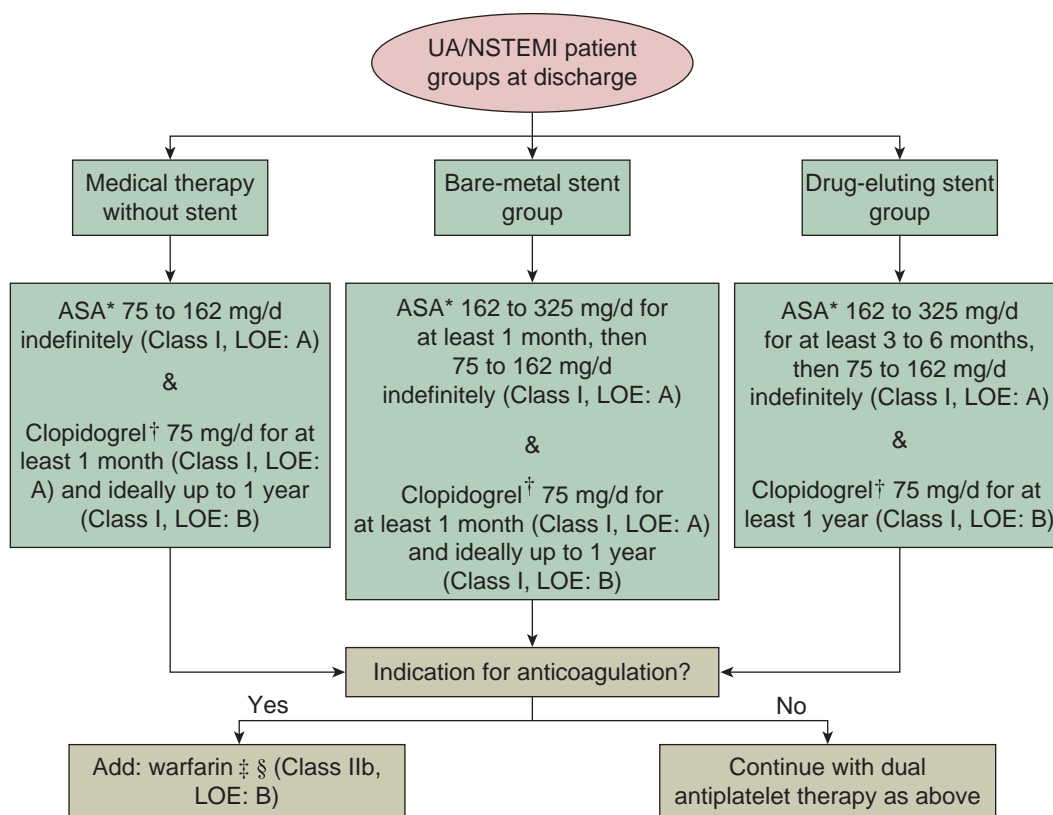 UA/NSTEMI patient
groups at discharge
Medical therapy
without stent
Bare-metal stent
group
Drug-eluting stent
group
ASA* 75 to 162 mg/d
indefinitely (Class I, LOE: A)
&
Clopidogrel† 75 mg/d for at
least 1 month (Class I, LOE:
A) and ideally up to 1 year
(Class I, LOE: B)
ASA* 162 to 325 mg/d for
at least 1 month, then
75 to 162 mg/d
indefinitely (Class I, LOE: A)
&
Clopidogrel† 75 mg/d for
at least 1 month (Class I, LOE: A)
and ideally up to 1 year
(Class I, LOE: B)
ASA* 162 to 325 mg/d
for at least 3 to 6 months,
then 75 to 162 mg/d
indefinitely (Class I, LOE: A)
&
Clopidogrel† 75 mg/d for at
least 1 year (Class I, LOE: B)
Indication for anticoagulation?
Yes
No
Add: warfarin ‡ § (Class IIb,
LOE: B)
Continue with dual
antiplatelet therapy as above